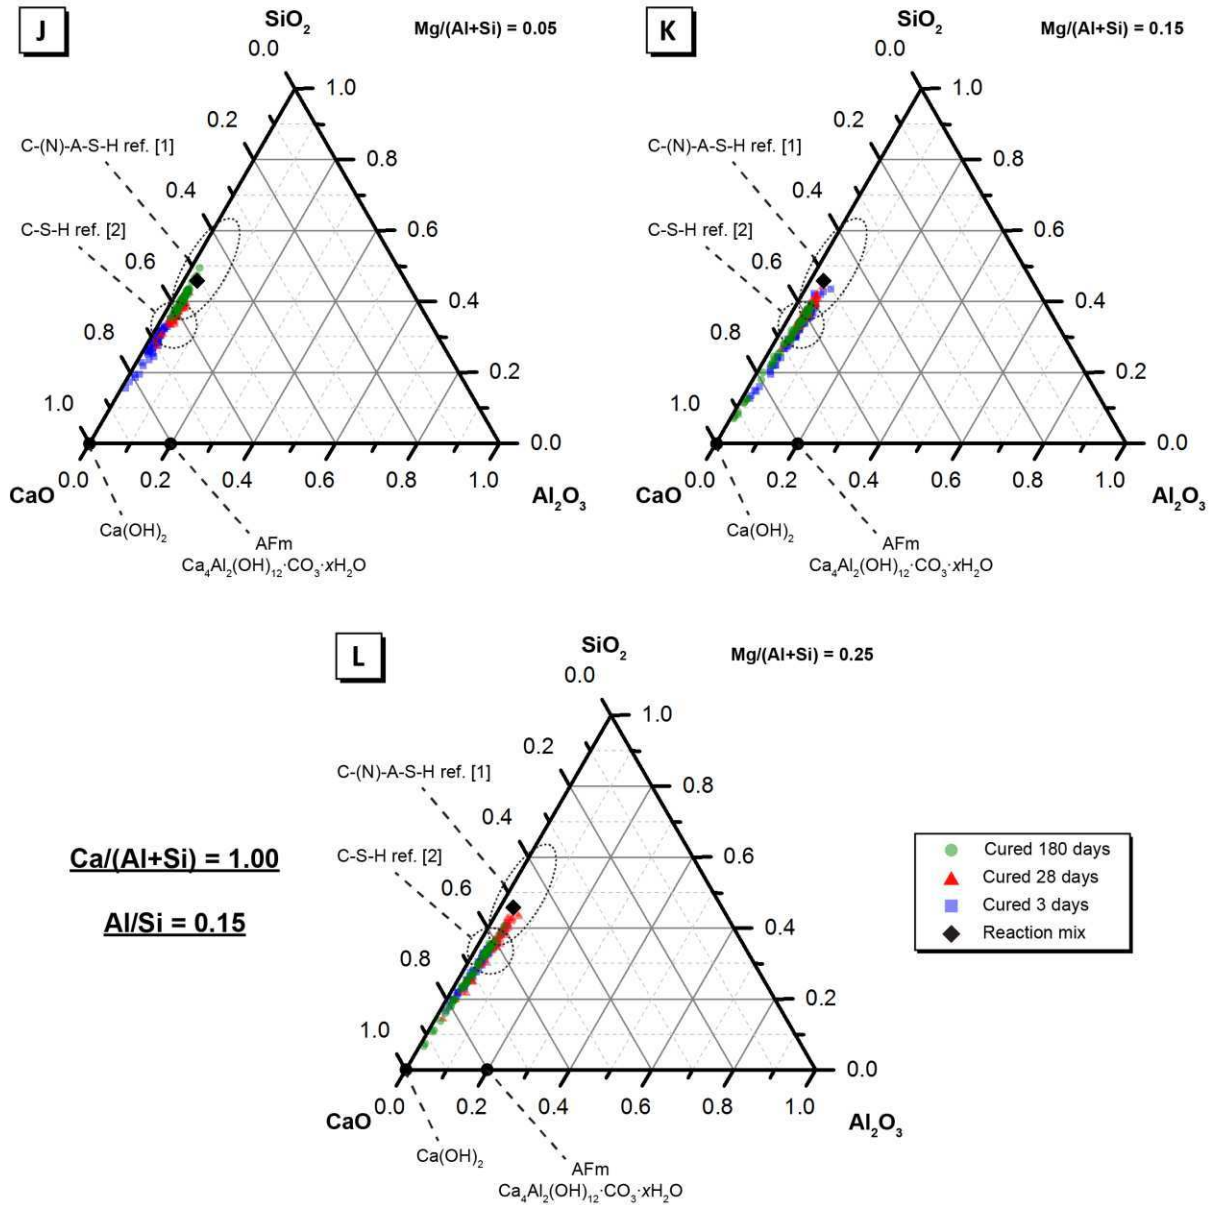 J
SiO2
Mg/(Al+Si) = 0.05
0.0
1.0
0.2
C-(N)-A-S-H ref. [1]
0.8
0.4
C-S-H ref. [2]
0.6
0.6
0.4
0.8
0.2
1.0
0.0
0.0 0.2 0.4 0.6 0.8 1.0
CaO
Al2O3
Ca(OH)2
AFm
Ca4Al2(OH)12·CO3·xH2O
K
SiO2
Mg/(Al+Si) = 0.15
0.0
1.0
0.2
C-(N)-A-S-H ref. [1]
0.8
0.4
C-S-H ref. [2]
0.6
0.6
0.4
0.8
0.2
1.0
0.0
0.0 0.2 0.4 0.6 0.8 1.0
CaO
Al2O3
Ca(OH)2
AFm
Ca4Al2(OH)12·CO3·xH2O
L
SiO2
Mg/(Al+Si) = 0.25
0.0
1.0
0.2
C-(N)-A-S-H ref. [1]
0.8
0.4
C-S-H ref. [2]
0.6
0.6
0.4
0.8
0.2
1.0
0.0
0.0 0.2 0.4 0.6 0.8 1.0
CaO
Al2O3
Ca(OH)2
AFm
Ca4Al2(OH)12·CO3·xH2O
Ca/(Al+Si) = 1.00
Al/Si = 0.15
Cured 180 days
Cured 28 days
Cured 3 days
Reaction mix